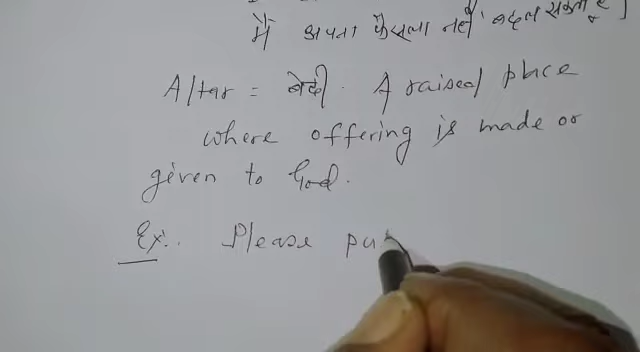 मैं अपना फैसला नहीं बदल सकता
Altar = बेदी. A raised place
where offering is made or
given to God.
Ex:. Please pu